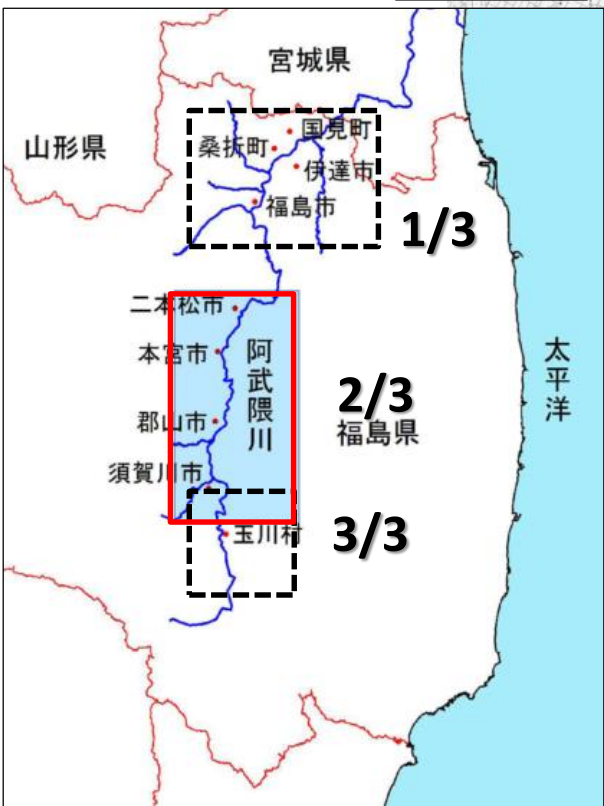 宮城県
山形県
国見町
桑折町
伊達市
福島市
1/3
二本松市
本宮市
阿武隈川
太平洋
2/3
郡山市
福島県
須賀川市
3/3
玉川村